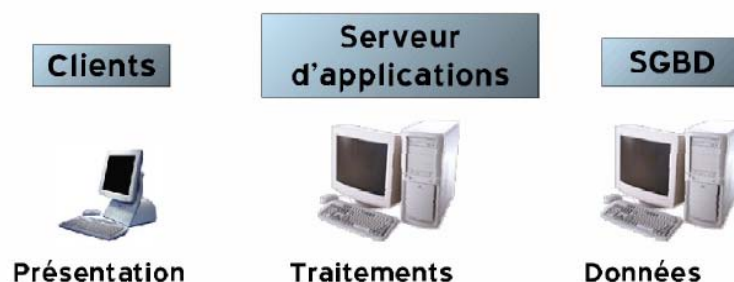 Clients
Serveur
d'applications
SGBD
Présentation
Traitements
Données